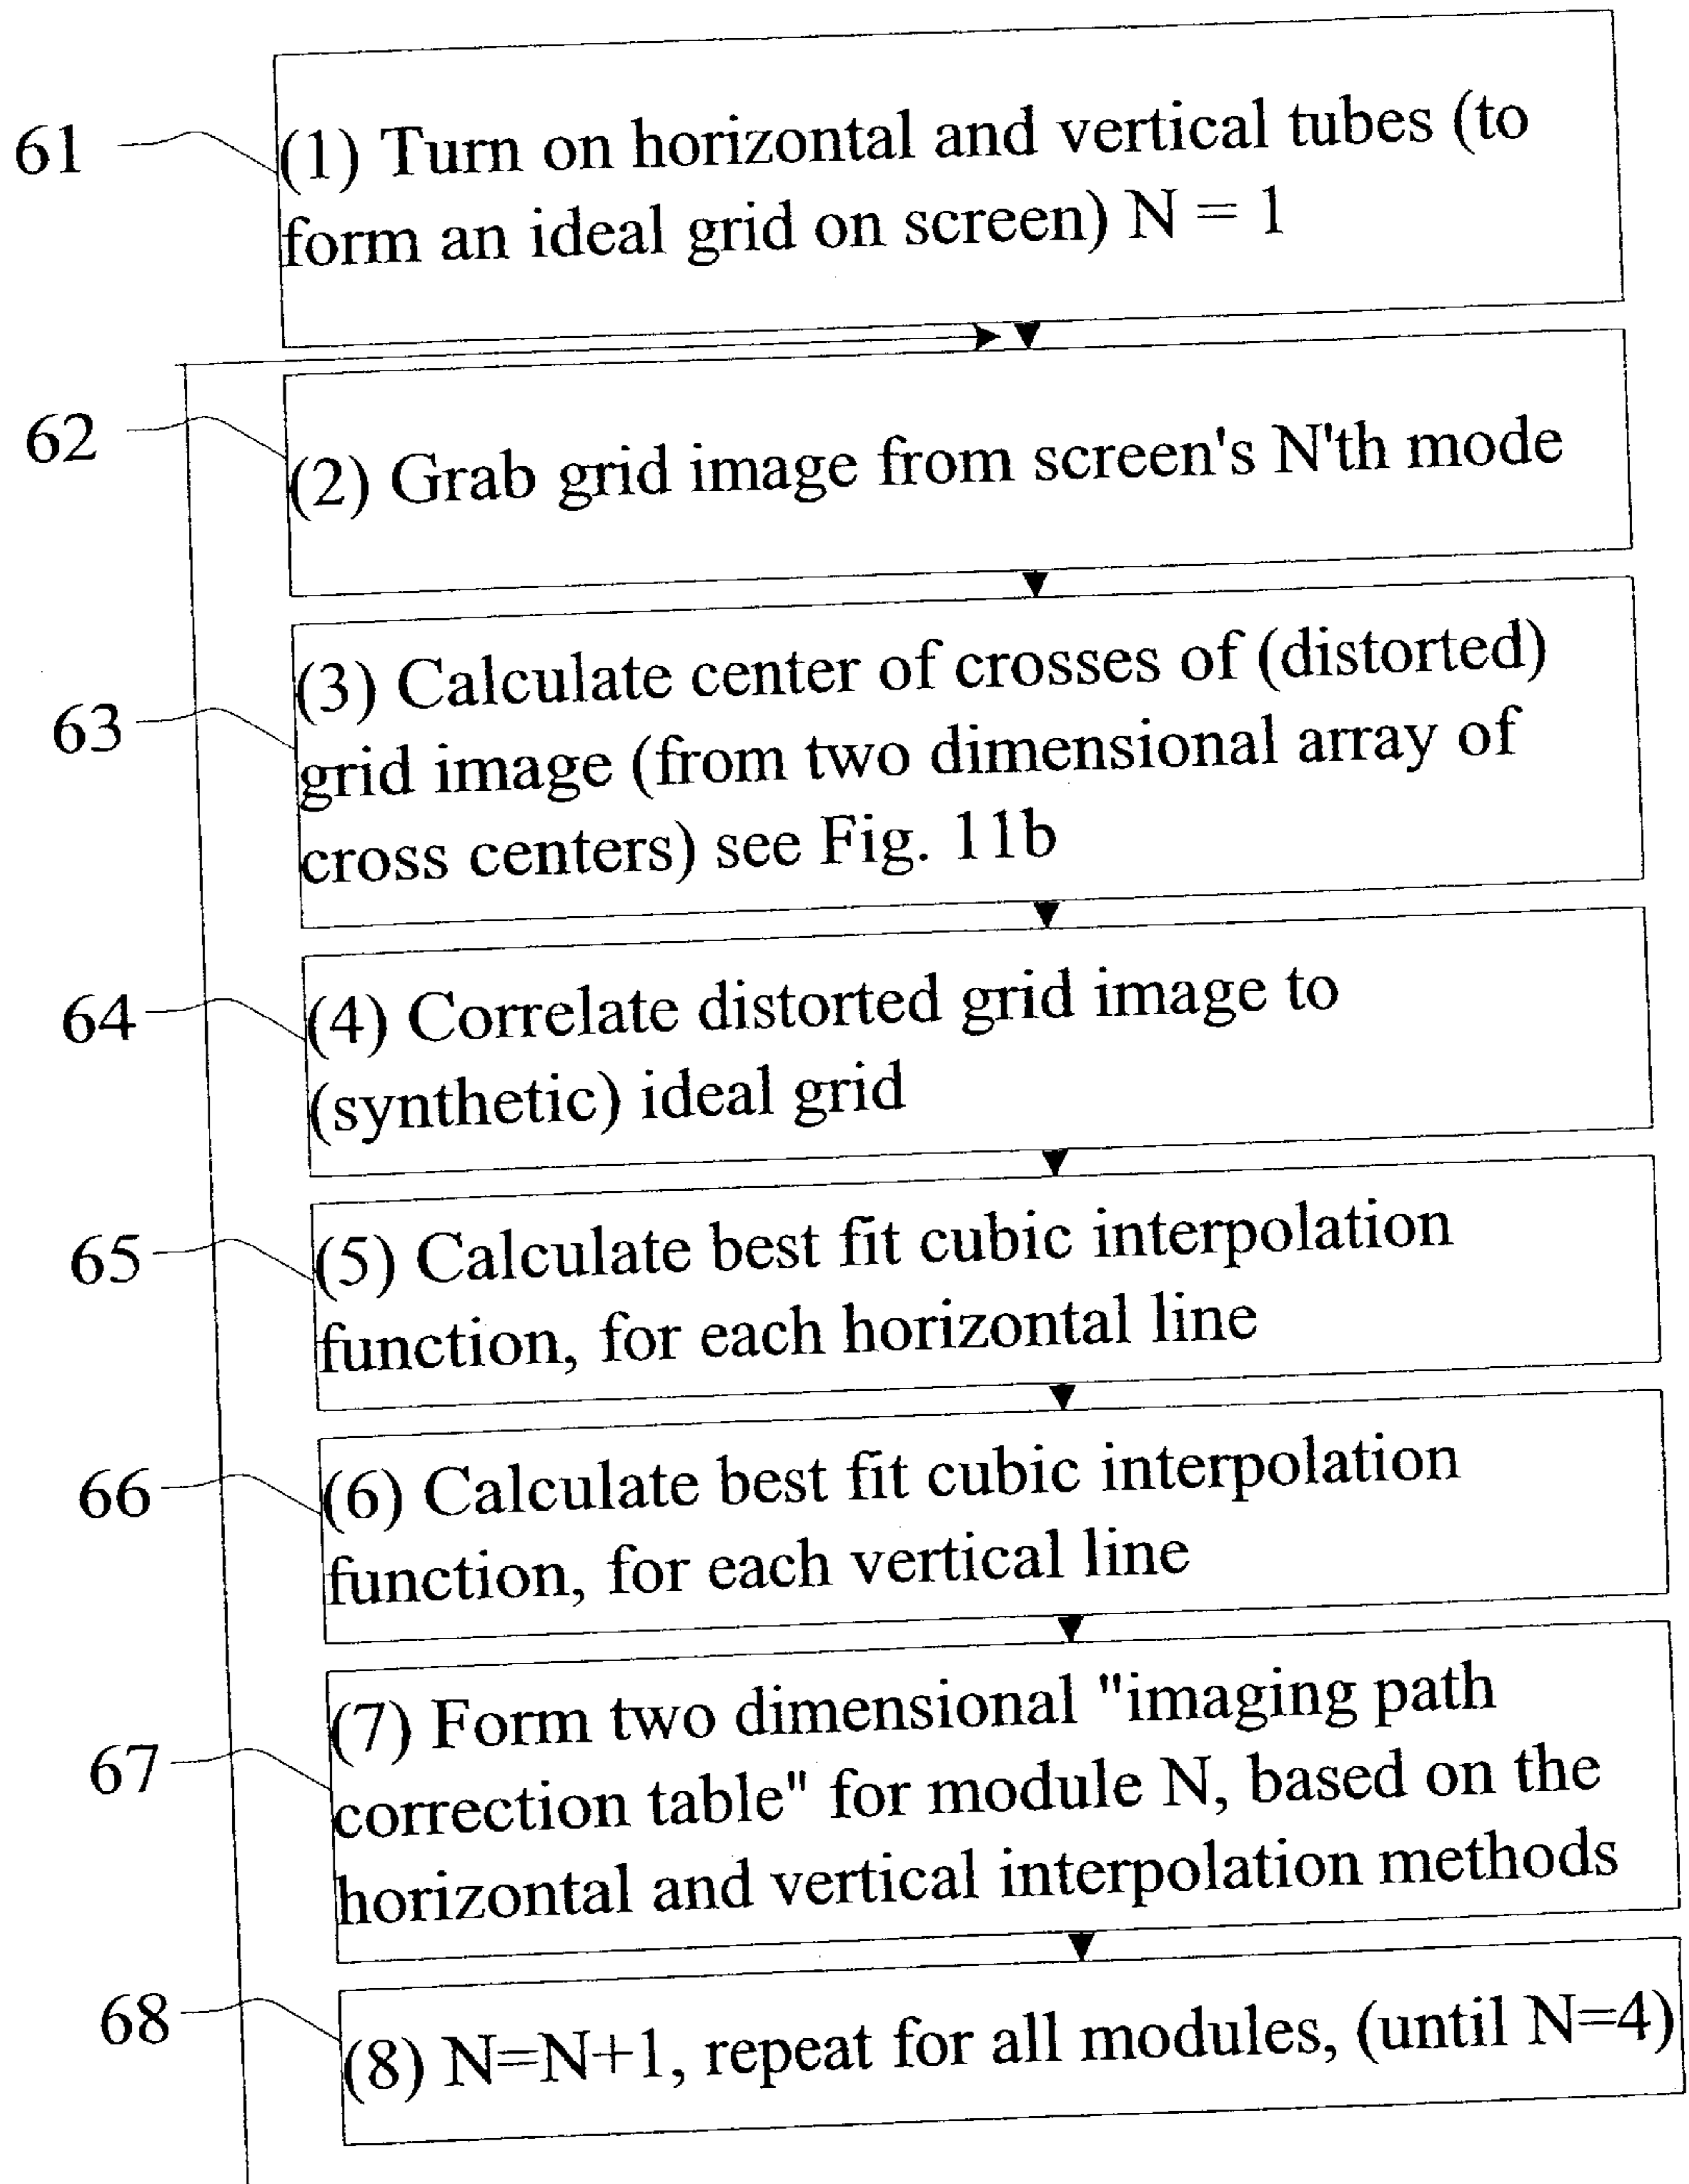 61
(1) Turn on horizontal and vertical tubes (to
form an ideal grid on screen) N = 1
62
(2) Grab grid image from screen's N'th mode
63
(3) Calculate center of crosses of (distorted)
grid image (from two dimensional array of
cross centers) see Fig. 11b
64
(4) Correlate distorted grid image to
(synthetic) ideal grid
65
(5) Calculate best fit cubic interpolation
function, for each horizontal line
66
(6) Calculate best fit cubic interpolation
function, for each vertical line
67
(7) Form two dimensional "imaging path
correction table" for module N, based on the
horizontal and vertical interpolation methods
68
(8) N=N+1, repeat for all modules, (until N=4)